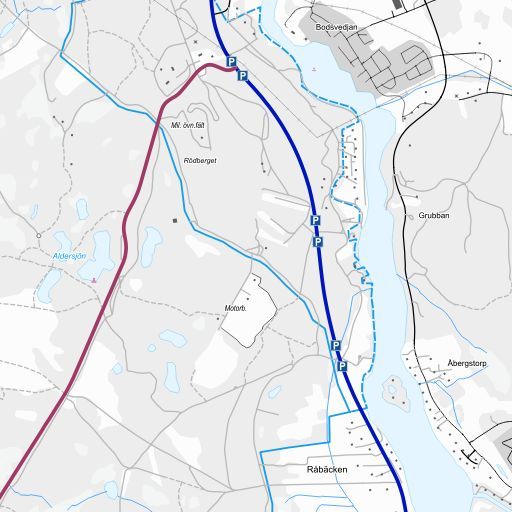 Bodsvedjan
P
P
Mil. övn.fält
Rödberget
Grubban
P
P
Aldersjön
Motorb.
P
P
Åbergstorp
Råbäcken